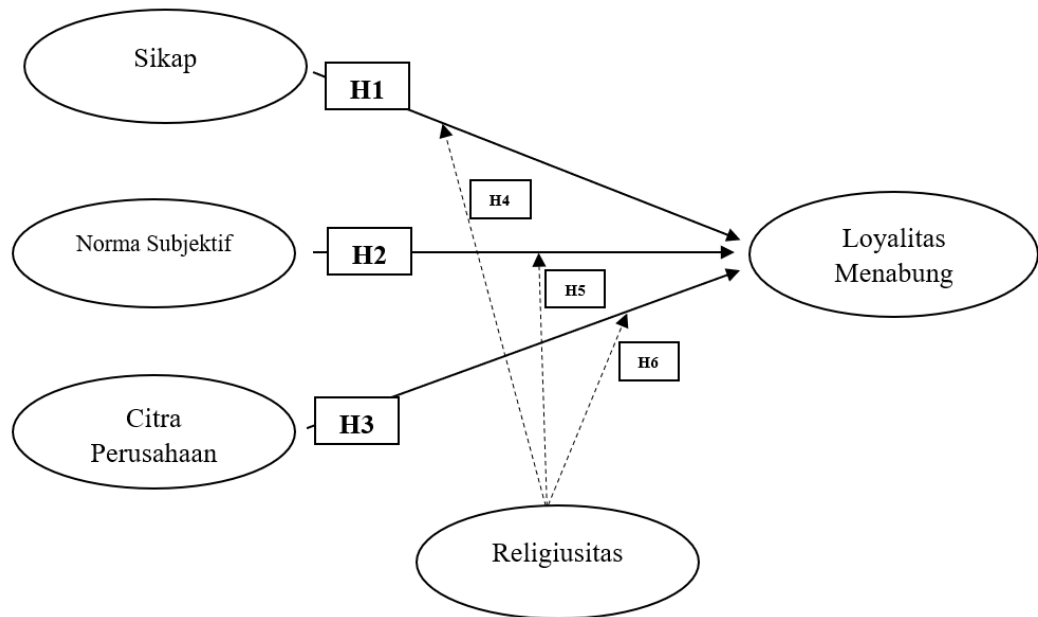 Sikap
H1
H4
Norma Subjektif
H2
Loyalitas
Menabung
H5
H6
Citra
Perusahaan
H3
Religiusitas